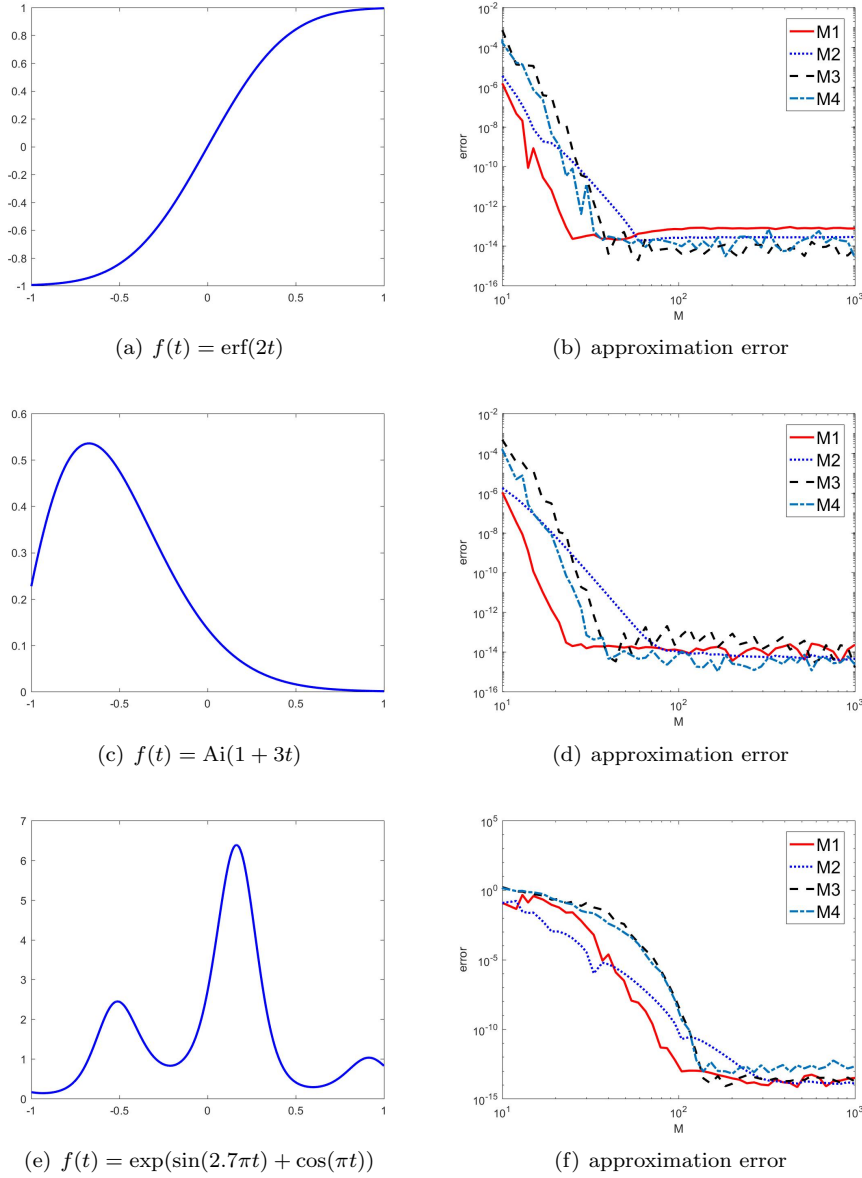 1
0.8
0.6
0.4
0.2
0
-0.2
-0.4
-0.6
-0.8
-1
-1 -0.5 0 0.5 1
(a) f(t) = erf(2t)
10^-2
10^-4
10^-6
10^-8
10^-10
10^-12
10^-14
10^-16
error
10^1 10^2 10^3
M
M1
M2
M3
M4
(b) approximation error
0.6
0.5
0.4
0.3
0.2
0.1
0
-1 -0.5 0 0.5 1
(c) f(t) = Ai(1 + 3t)
10^-2
10^-4
10^-6
10^-8
10^-10
10^-12
10^-14
10^-16
error
10^1 10^2 10^3
M
M1
M2
M3
M4
(d) approximation error
7
6
5
4
3
2
1
0
-1 -0.5 0 0.5 1
(e) f(t) = exp(sin(2.7πt) + cos(πt))
10^5
10^0
10^-5
10^-10
10^-15
error
10^1 10^2 10^3
M
M1
M2
M3
M4
(f) approximation error